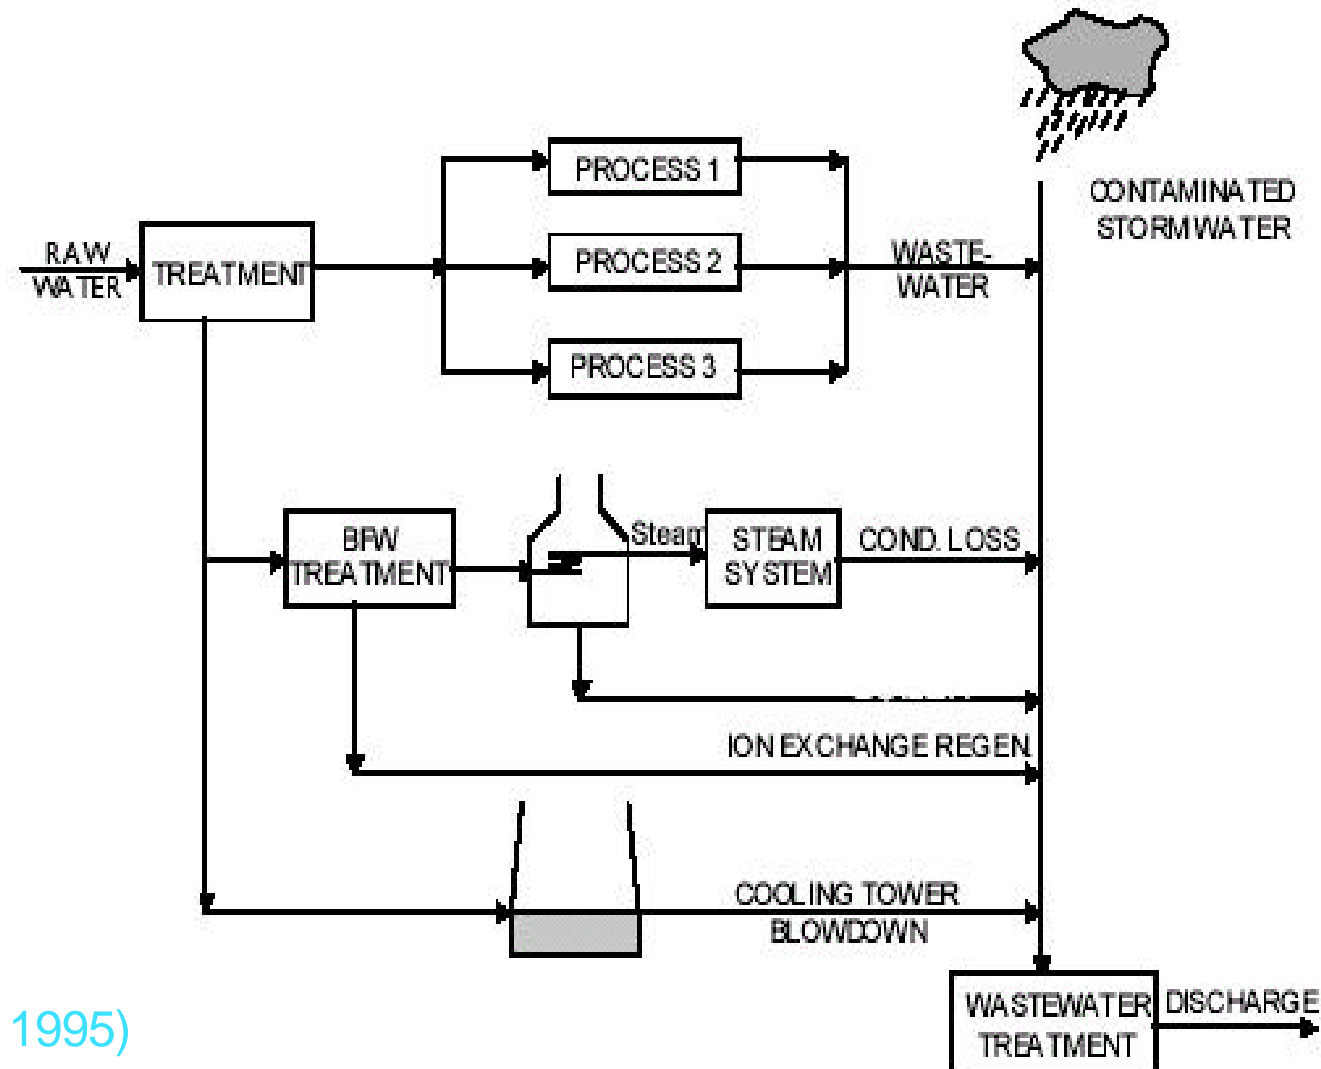 PROCESS 1
CONTAMINATED
STORMWATER
RAW
WATER
TREATMENT
PROCESS 2
WASTE-
WATER
PROCESS 3
BFW
TREATMENT
Steam
STEAM
SYSTEM
COND. LOSS
ION EXCHANGE REGEN.
COOLING TOWER
BLOWDOWN
WASTEWATER
TREATMENT
DISCHARGE
1995)